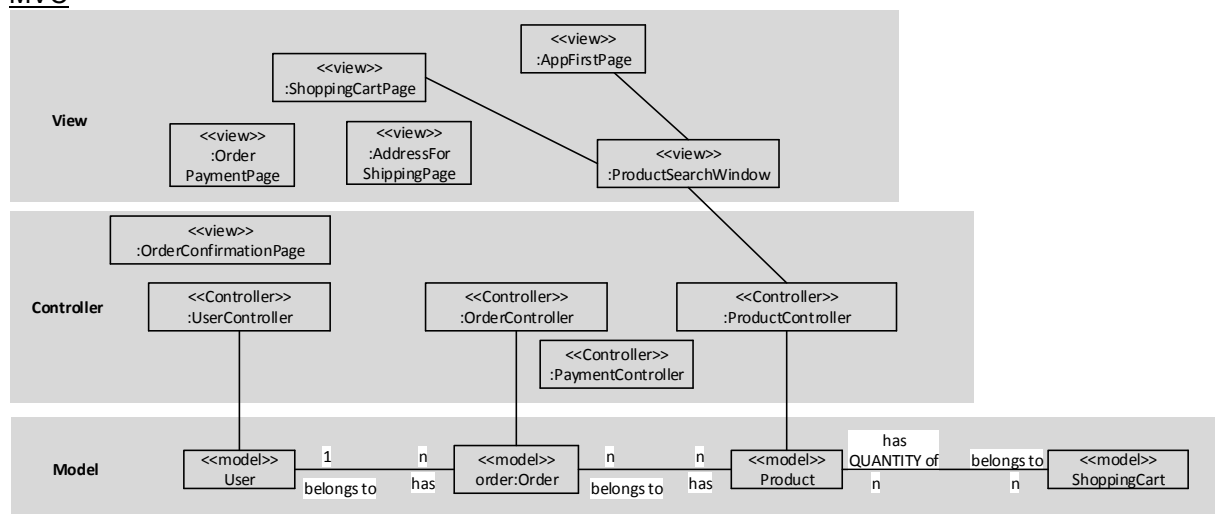 MVC
<<view>>
:AppFirstPage
<<view>>
:ShoppingCartPage
View
<<view>>
:Order
PaymentPage
<<view>>
:AddressFor
ShippingPage
<<view>>
:ProductSearchWindow
<<view>>
:OrderConfirmationPage
Controller
<<Controller>>
:UserController
<<Controller>>
:OrderController
<<Controller>>
:ProductController
<<Controller>>
:PaymentController
Model
<<model>>
User
1
belongs to
n
has
<<model>>
order:Order
n
belongs to
n
has
<<model>>
Product
has
QUANTITY of
n
belongs to
n
<<model>>
ShoppingCart